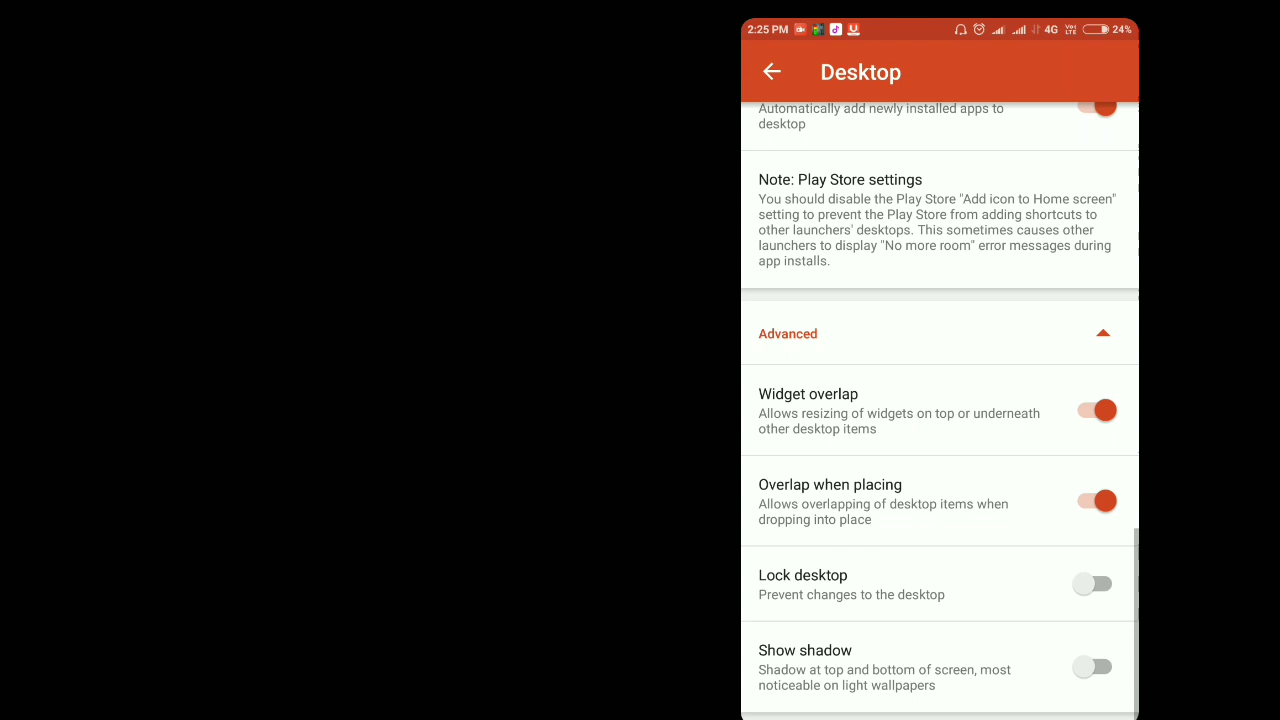 2:25 PM
4G
VoLTE
24%
Desktop
Automatically add newly installed apps to
desktop
Note: Play Store settings
You should disable the Play Store "Add icon to Home screen"
setting to prevent the Play Store from adding shortcuts to
other launchers' desktops. This sometimes causes other
launchers to display "No more room" error messages during
app installs.
Advanced
Widget overlap
Allows resizing of widgets on top or underneath
other desktop items
Overlap when placing
Allows overlapping of desktop items when
dropping into place
Lock desktop
Prevent changes to the desktop
Show shadow
Shadow at top and bottom of screen, most
noticeable on light wallpapers